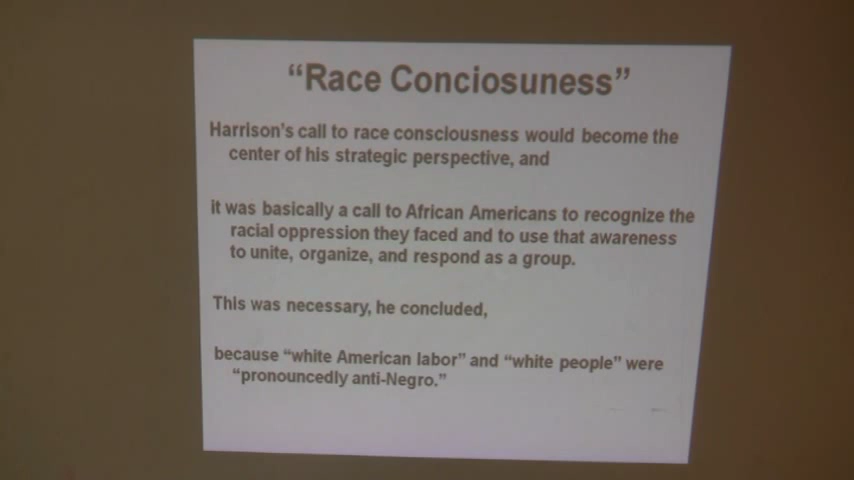 “Race Conciosuness”
Harrison’s call to race consciousness would become the
center of his strategic perspective, and
it was basically a call to African Americans to recognize the
racial oppression they faced and to use that awareness
to unite, organize, and respond as a group.
This was necessary, he concluded,
because “white American labor” and “white people” were
“pronouncedly anti-Negro.”